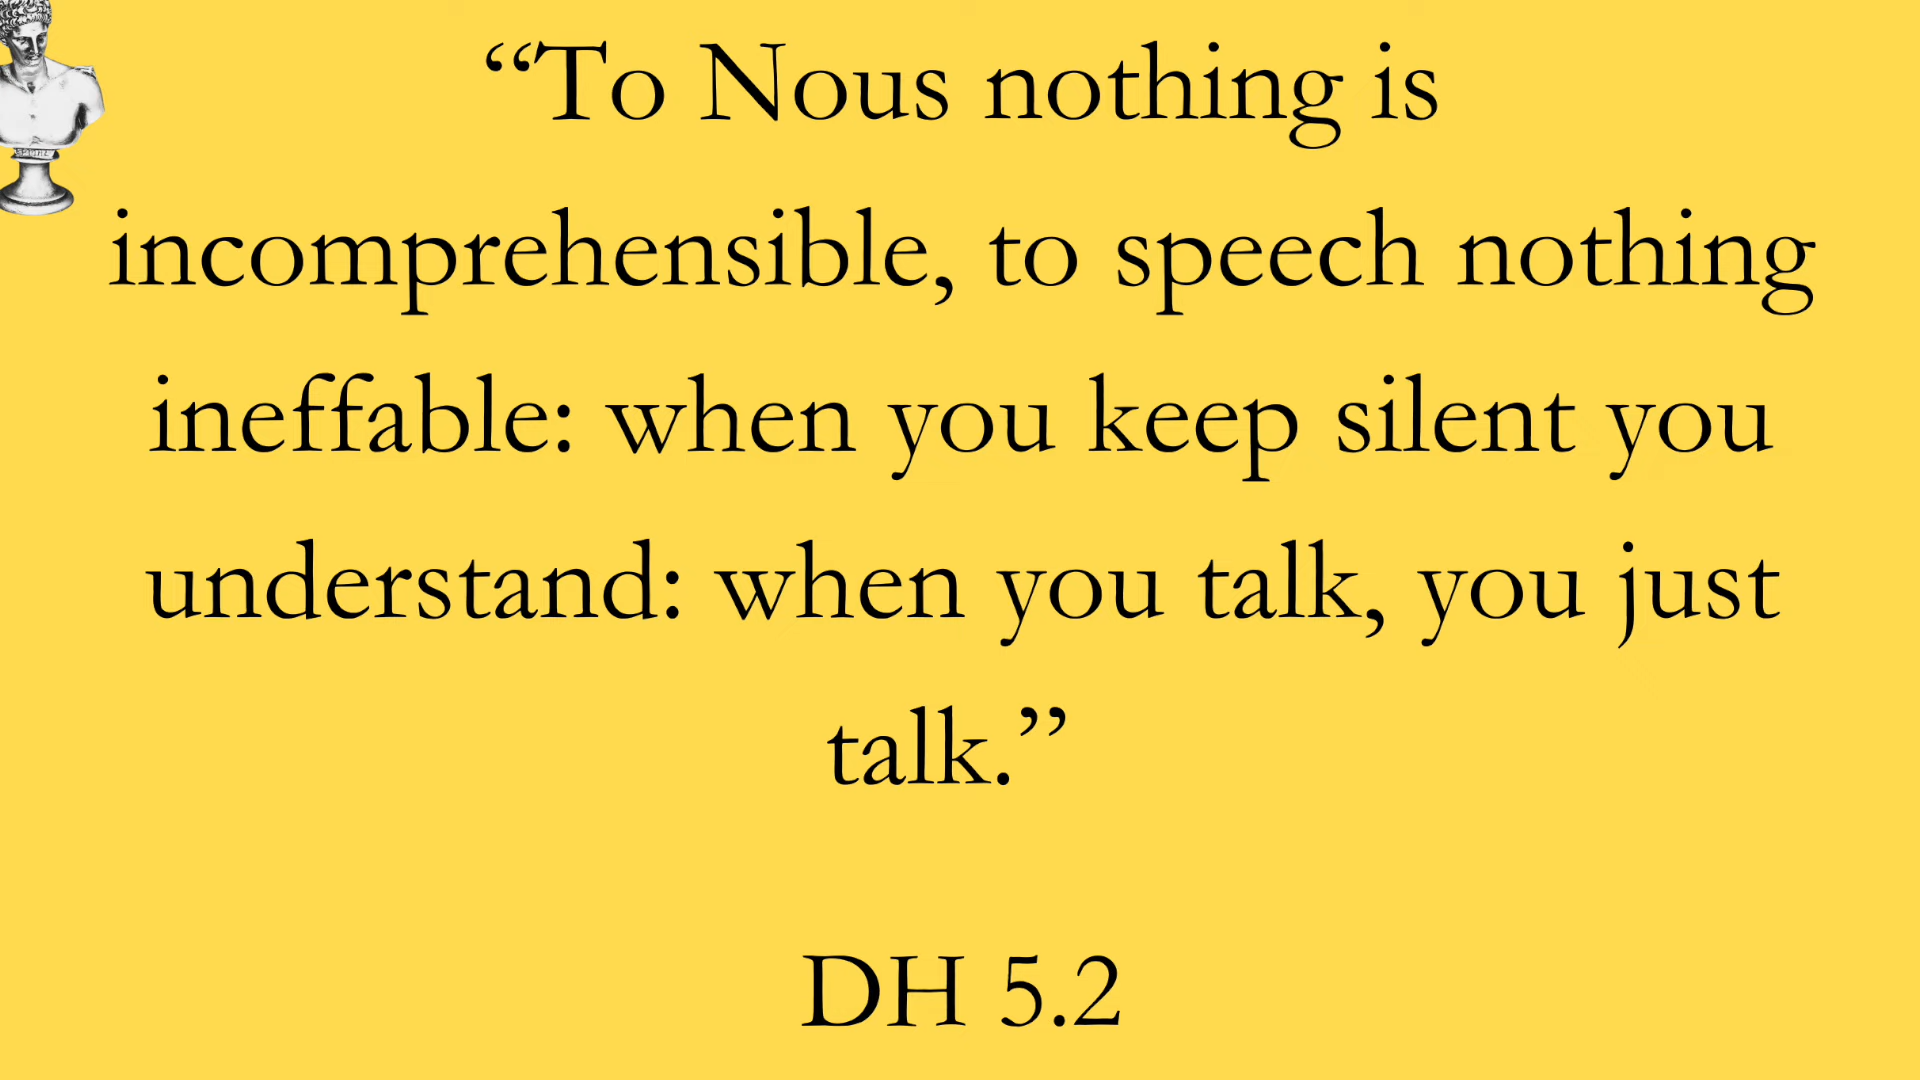 “To Nous nothing is
incomprehensible, to speech nothing
ineffable: when you keep silent you
understand: when you talk, you just
talk.”
DH 5.2